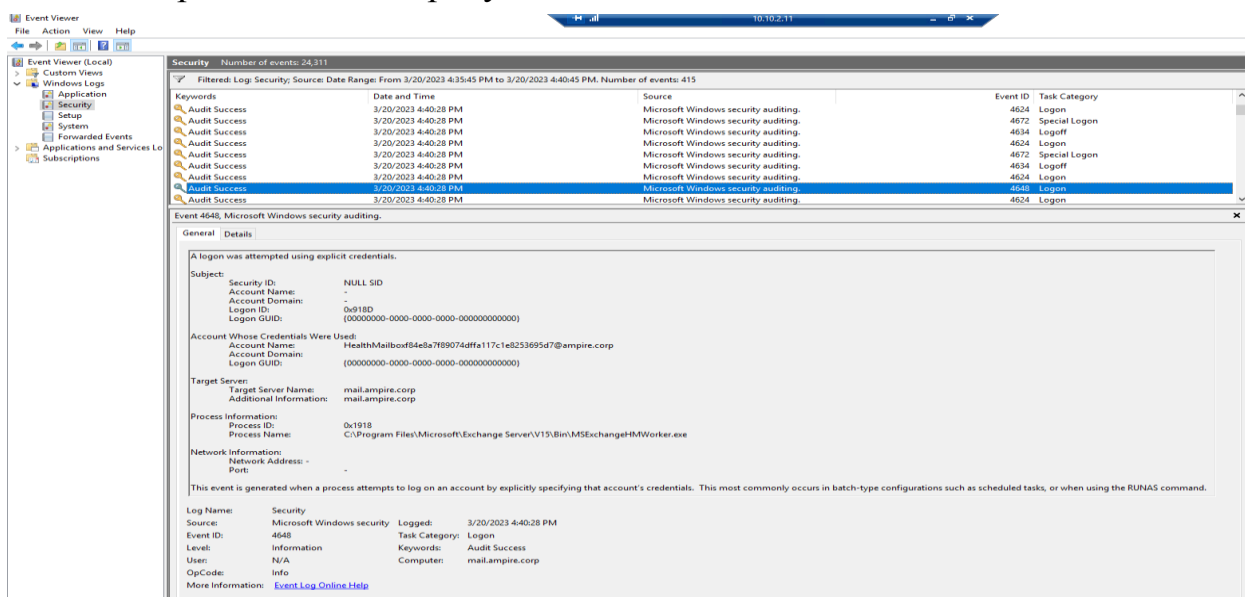 Event Viewer
10.10.2.11
File Action View Help
Event Viewer (Local)
Custom Views
Windows Logs
Application
Security
Setup
System
Forwarded Events
Applications and Services Lo
Subscriptions
Security Number of events: 24,311
Filtered: Log: Security; Source: Date Range: From 3/20/2023 4:35:45 PM to 3/20/2023 4:40:45 PM. Number of events: 415
Keywords Date and Time Source Event ID Task Category
Audit Success 3/20/2023 4:40:28 PM Microsoft Windows security auditing. 4624 Logon
Audit Success 3/20/2023 4:40:28 PM Microsoft Windows security auditing. 4672 Special Logon
Audit Success 3/20/2023 4:40:28 PM Microsoft Windows security auditing. 4634 Logoff
Audit Success 3/20/2023 4:40:28 PM Microsoft Windows security auditing. 4624 Logon
Audit Success 3/20/2023 4:40:28 PM Microsoft Windows security auditing. 4672 Special Logon
Audit Success 3/20/2023 4:40:28 PM Microsoft Windows security auditing. 4634 Logoff
Audit Success 3/20/2023 4:40:28 PM Microsoft Windows security auditing. 4624 Logon
Audit Success 3/20/2023 4:40:28 PM Microsoft Windows security auditing. 4648 Logon
Audit Success 3/20/2023 4:40:28 PM Microsoft Windows security auditing. 4624 Logon
Event 4648, Microsoft Windows security auditing.
General Details
A logon was attempted using explicit credentials.
Subject:
Security ID: NULL SID
Account Name: -
Account Domain: -
Logon ID: 0x918D
Logon GUID: {00000000-0000-0000-0000-000000000000}
Account Whose Credentials Were Used:
Account Name: HealthMailboxf84e8a7f89074dffa117c1e8253695d7@ampire.corp
Account Domain:
Logon GUID: {00000000-0000-0000-0000-000000000000}
Target Server:
Target Server Name: mail.ampire.corp
Additional Information: mail.ampire.corp
Process Information:
Process ID: 0x1918
Process Name: C:\Program Files\Microsoft\Exchange Server\V15\Bin\MSExchangeHMWorker.exe
Network Information:
Network Address: -
Port: -
This event is generated when a process attempts to log on an account by explicitly specifying that account's credentials. This most commonly occurs in batch-type configurations such as scheduled tasks, or when using the RUNAS command.
Log Name: Security
Source: Microsoft Windows security Logged: 3/20/2023 4:40:28 PM
Event ID: 4648 Task Category: Logon
Level: Information Keywords: Audit Success
User: N/A Computer: mail.ampire.corp
OpCode: Info
More Information: Event Log Online Help